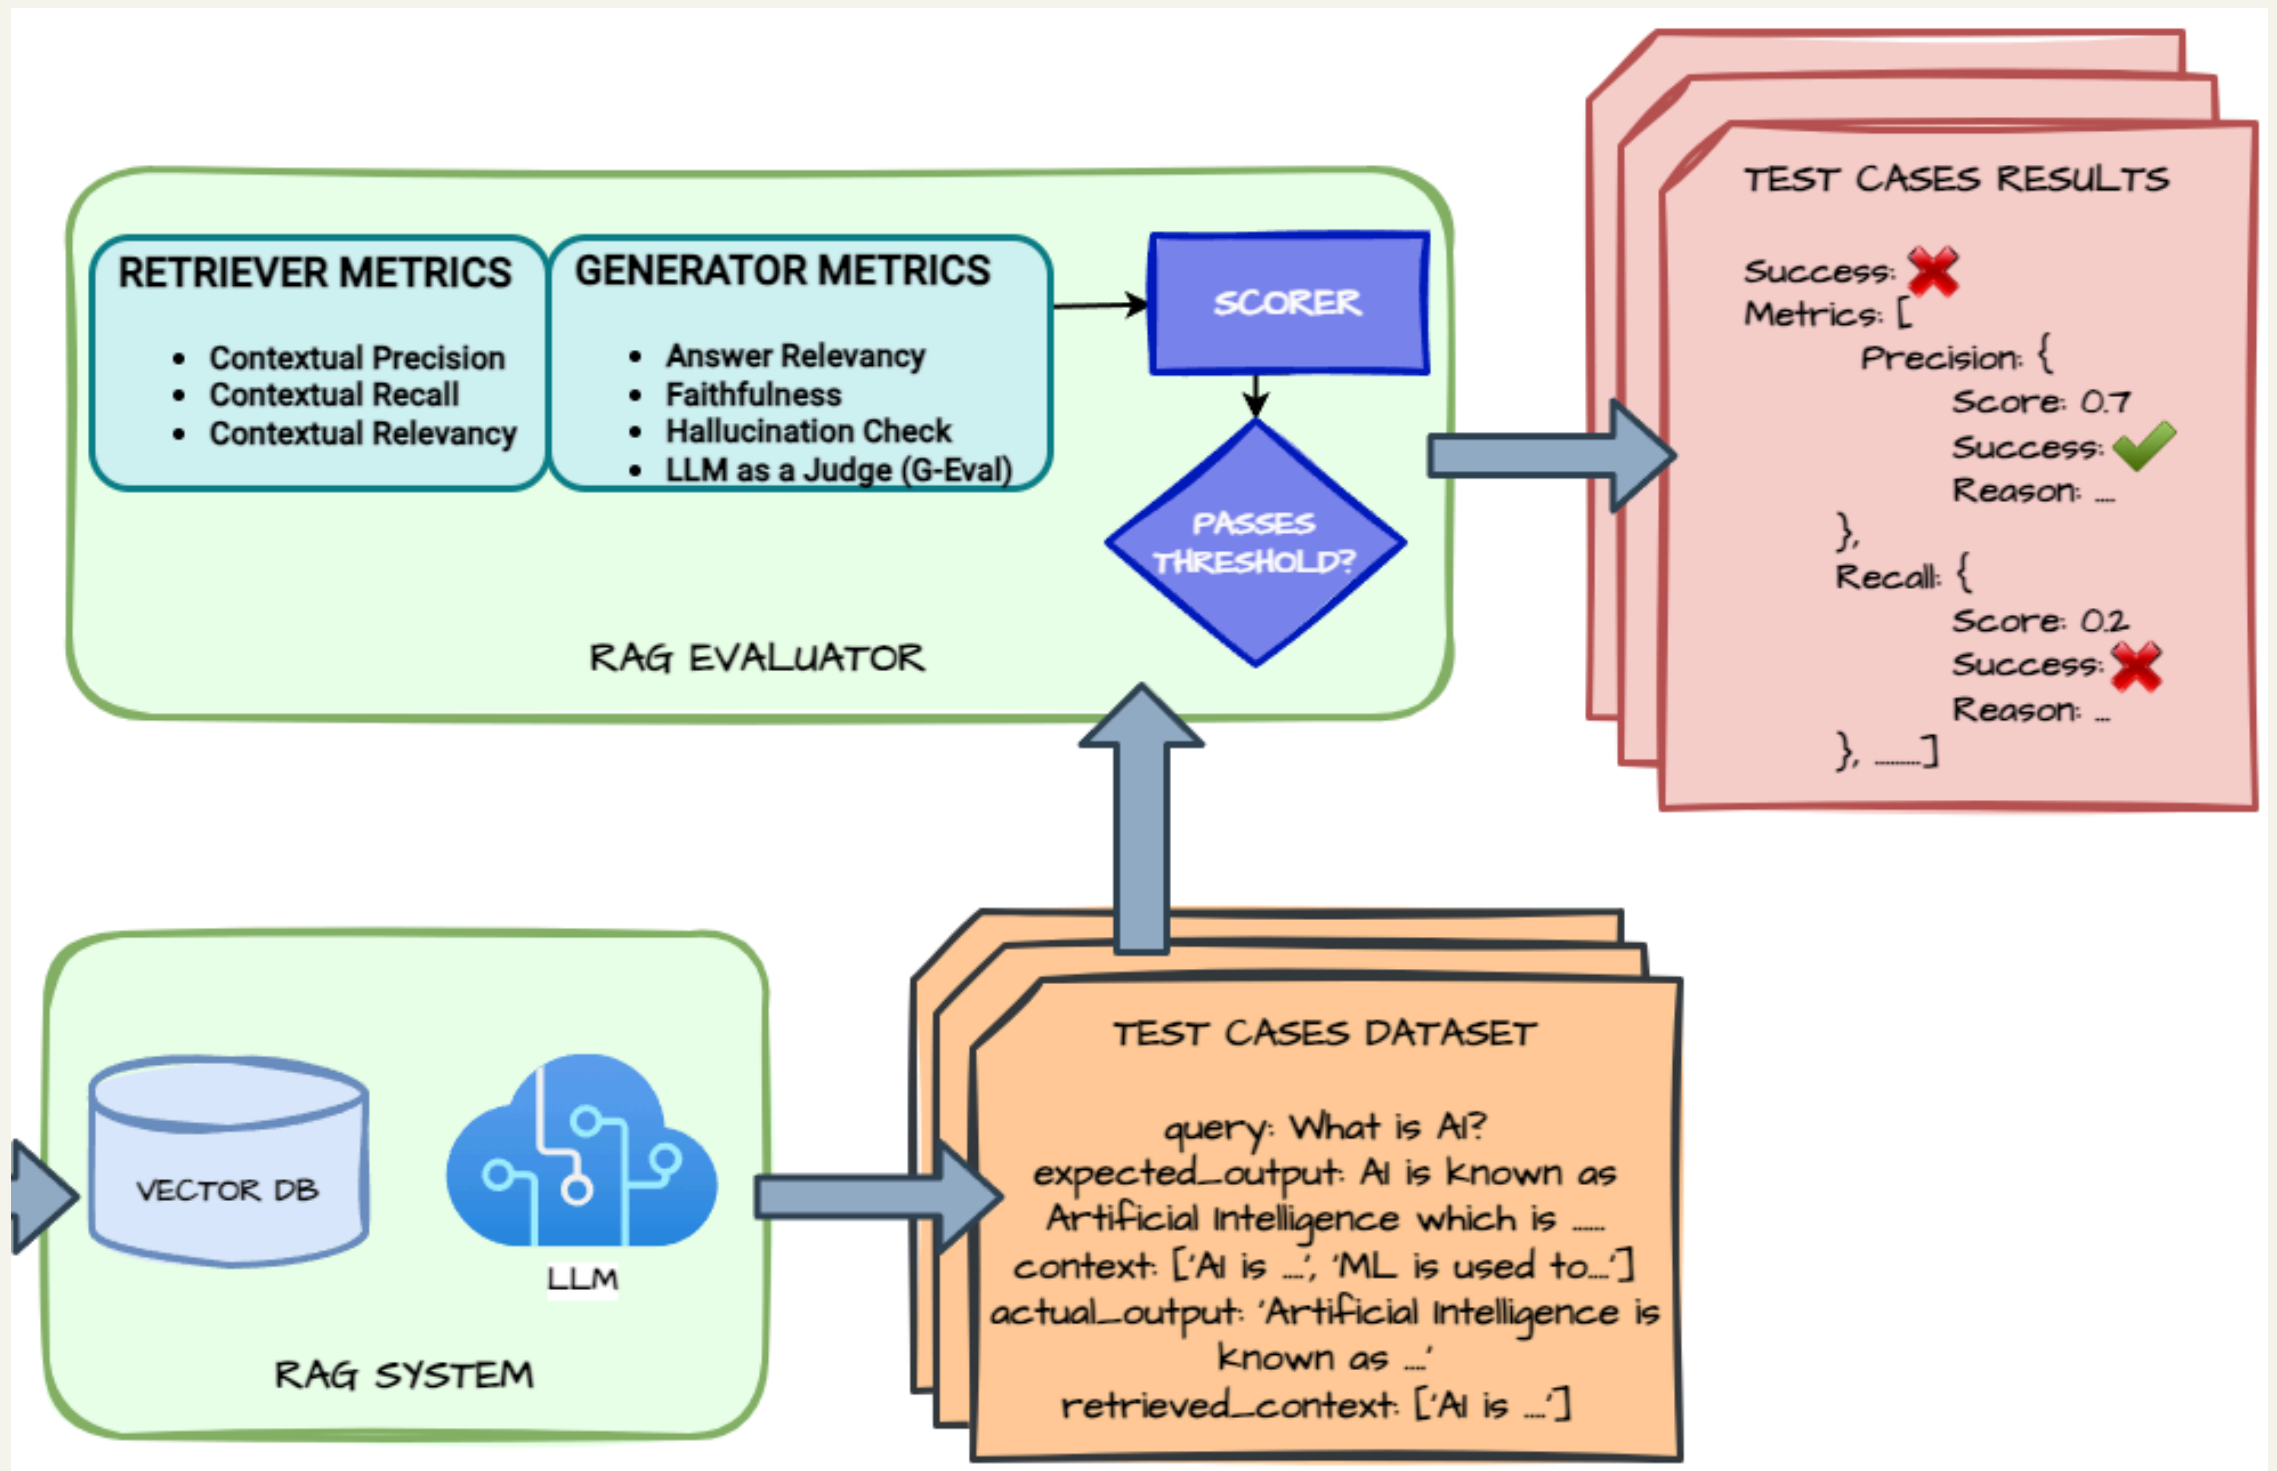 RETRIEVER METRICS
• Contextual Precision
• Contextual Recall
• Contextual Relevancy
GENERATOR METRICS
• Answer Relevancy
• Faithfulness
• Hallucination Check
• LLM as a Judge (G-Eval)
SCORER
PASSES
THRESHOLD?
RAG EVALUATOR
TEST CASES RESULTS
Success: ❌
Metrics: [
Precision: {
Score: 0.7
Success: ✔
Reason: ....
},
Recall: {
Score: 0.2
Success: ❌
Reason: ...
}, .........]
VECTOR DB
LLM
RAG SYSTEM
TEST CASES DATASET
query: What is AI?
expected_output: AI is known as
Artificial Intelligence which is ......
context: ['AI is ....', 'ML is used to....']
actual_output: 'Artificial Intelligence is
known as ....'
retrieved_context: ['AI is ....']